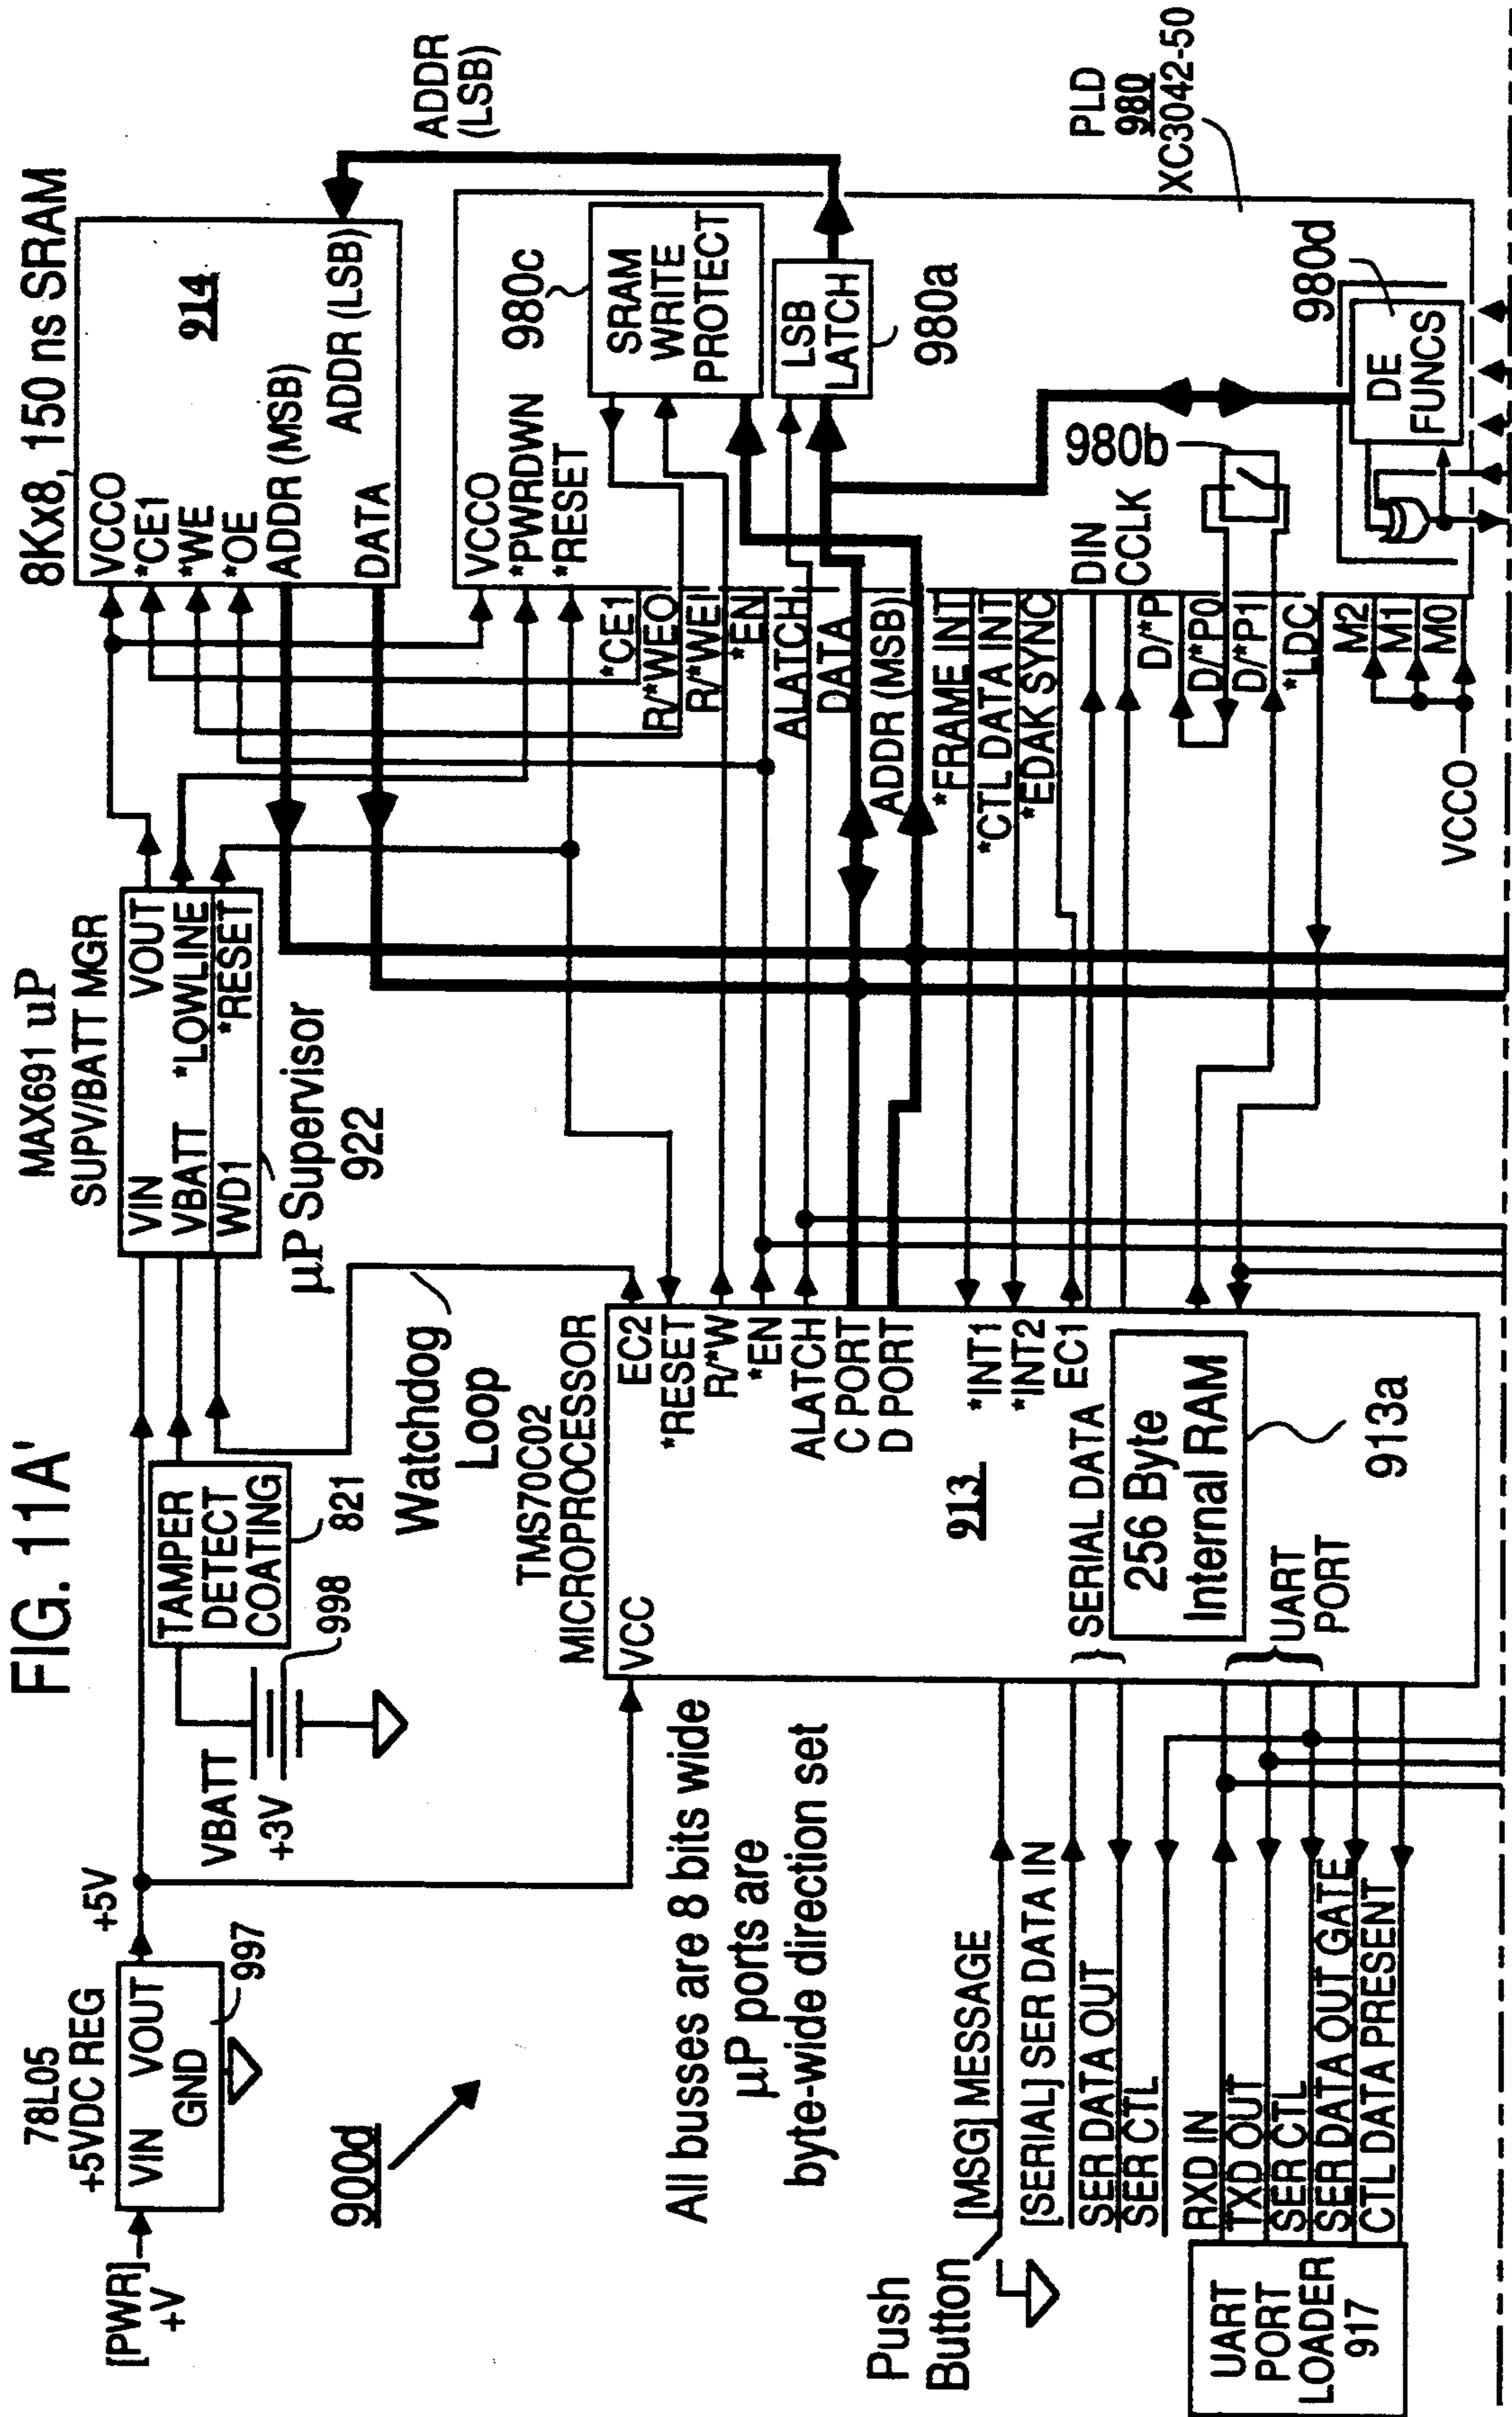 FIG. 11A'
[PWR]
+V
78L05
+5VDC REG
VIN VOUT
GND
997
+5V
VBATT
+3V
998
TAMPER
DETECT
COATING
821
MAX691 uP
SUPV/BATT MGR
VIN VOUT
VBATT *LOWLINE
WD1 *RESET
µP Supervisor
922
Watchdog
Loop
8Kx8, 150 ns SRAM
VCCO
*CE1
*WE
*OE
ADDR (MSB)
DATA
914
ADDR (LSB)
ADDR
(LSB)
900d
All busses are 8 bits wide
µP ports are
byte-wide direction set
TMS70C02
MICROPROCESSOR
VCC
EC2
*RESET
R/*W
*EN
ALATCH
C PORT
D PORT
*INT1
*INT2
EC1
913
SERIAL DATA
256 Byte
Internal RAM
913a
UART
PORT
Push
Button
[MSG] MESSAGE
[SERIAL] SER DATA IN
SER DATA OUT
SER CTL
RXD IN
TXD OUT
SER CTL
SER DATA OUT GATE
CTL DATA PRESENT
UART
PORT
LOADER
917
VCCO
*PWRDWN
*RESET
*CE1
R/*WEO
R/*WEI
*EN
ALATCH
DATA
ADDR (MSB)
*FRAME INT
*CTL DATA INT
*EDAK SYNC
DIN
CCLK
D/*P
D/*P0
D/*P1
*LDC
M2
M1
M0
VCCO
980c
SRAM
WRITE
PROTECT
LSB
LATCH
980a
980b
980d
DE
FUNCS
PLD
980
XC3042-50